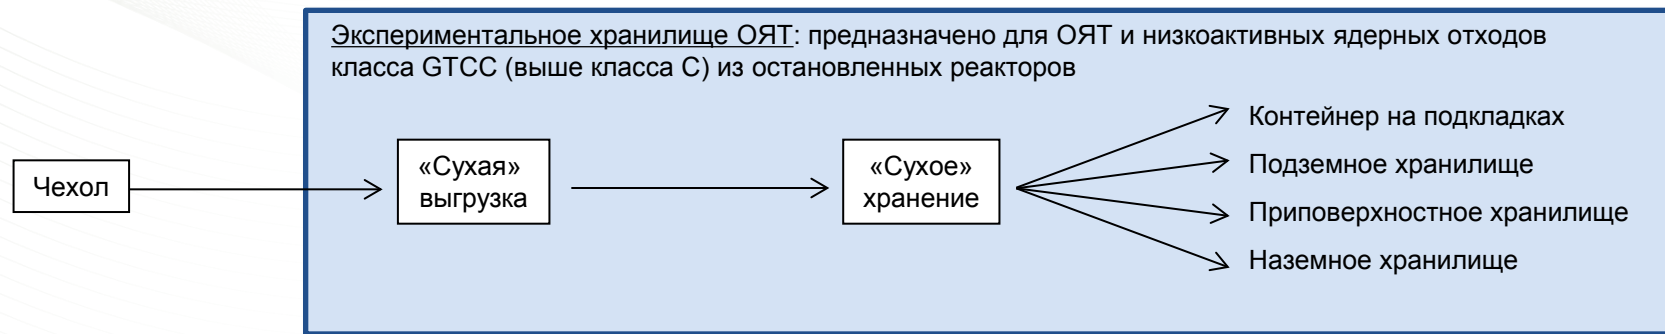 Экспериментальное хранилище ОЯТ: предназначено для ОЯТ и низкоактивных ядерных отходов
класса GTCC (выше класса С) из остановленных реакторов
Чехол
«Сухая»
выгрузка
«Сухое»
хранение
Контейнер на подкладках
Подземное хранилище
Приповерхностное хранилище
Наземное хранилище